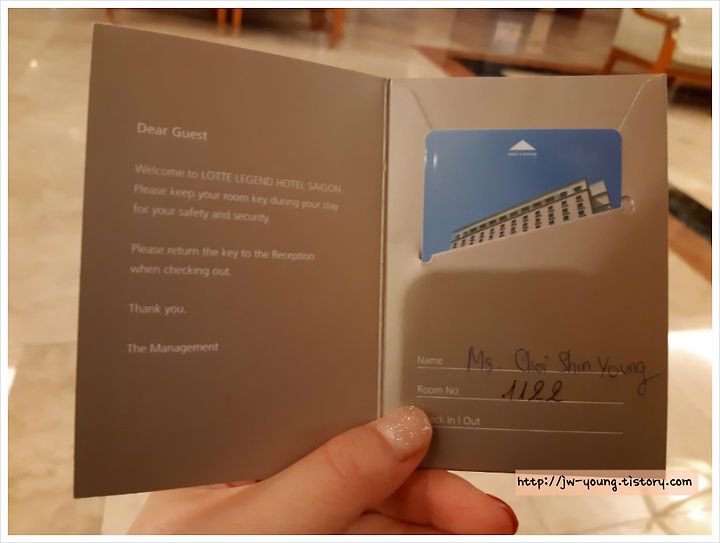 Dear Guest
Welcome to LOTTE LEGEND HOTEL SAIGON.
Please keep your room key during your stay
for your safety and security.
Please return the key to the Reception
when checking out.
Thank you.
The Management
Name Ms. Choi Shin Young
Room No. 1122
Check In | Out
http://jw-young.tistory.com